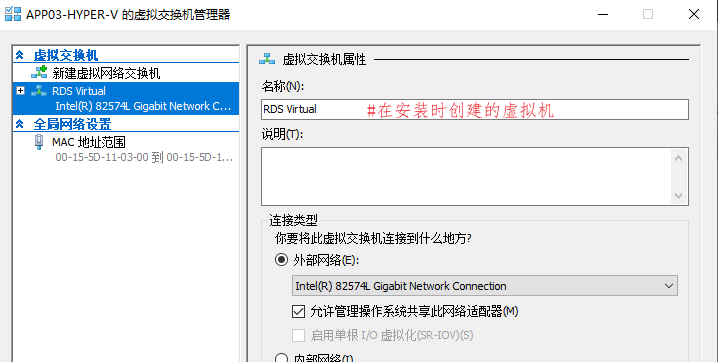 APP03-HYPER-V 的虚拟交换机管理器
虚拟交换机
新建虚拟网络交换机
RDS Virtual
Intel(R) 82574L Gigabit Network C...
全局网络设置
MAC 地址范围
00-15-5D-11-03-00 到 00-15-5D-1...
虚拟交换机属性
名称(N):
RDS Virtual #在安装时创建的虚拟机
说明(T):
连接类型
你要将此虚拟交换机连接到什么地方?
外部网络(E):
Intel(R) 82574L Gigabit Network Connection
允许管理操作系统共享此网络适配器(M)
启用单根 I/O 虚拟化(SR-IOV)(S)
内部网络(I)